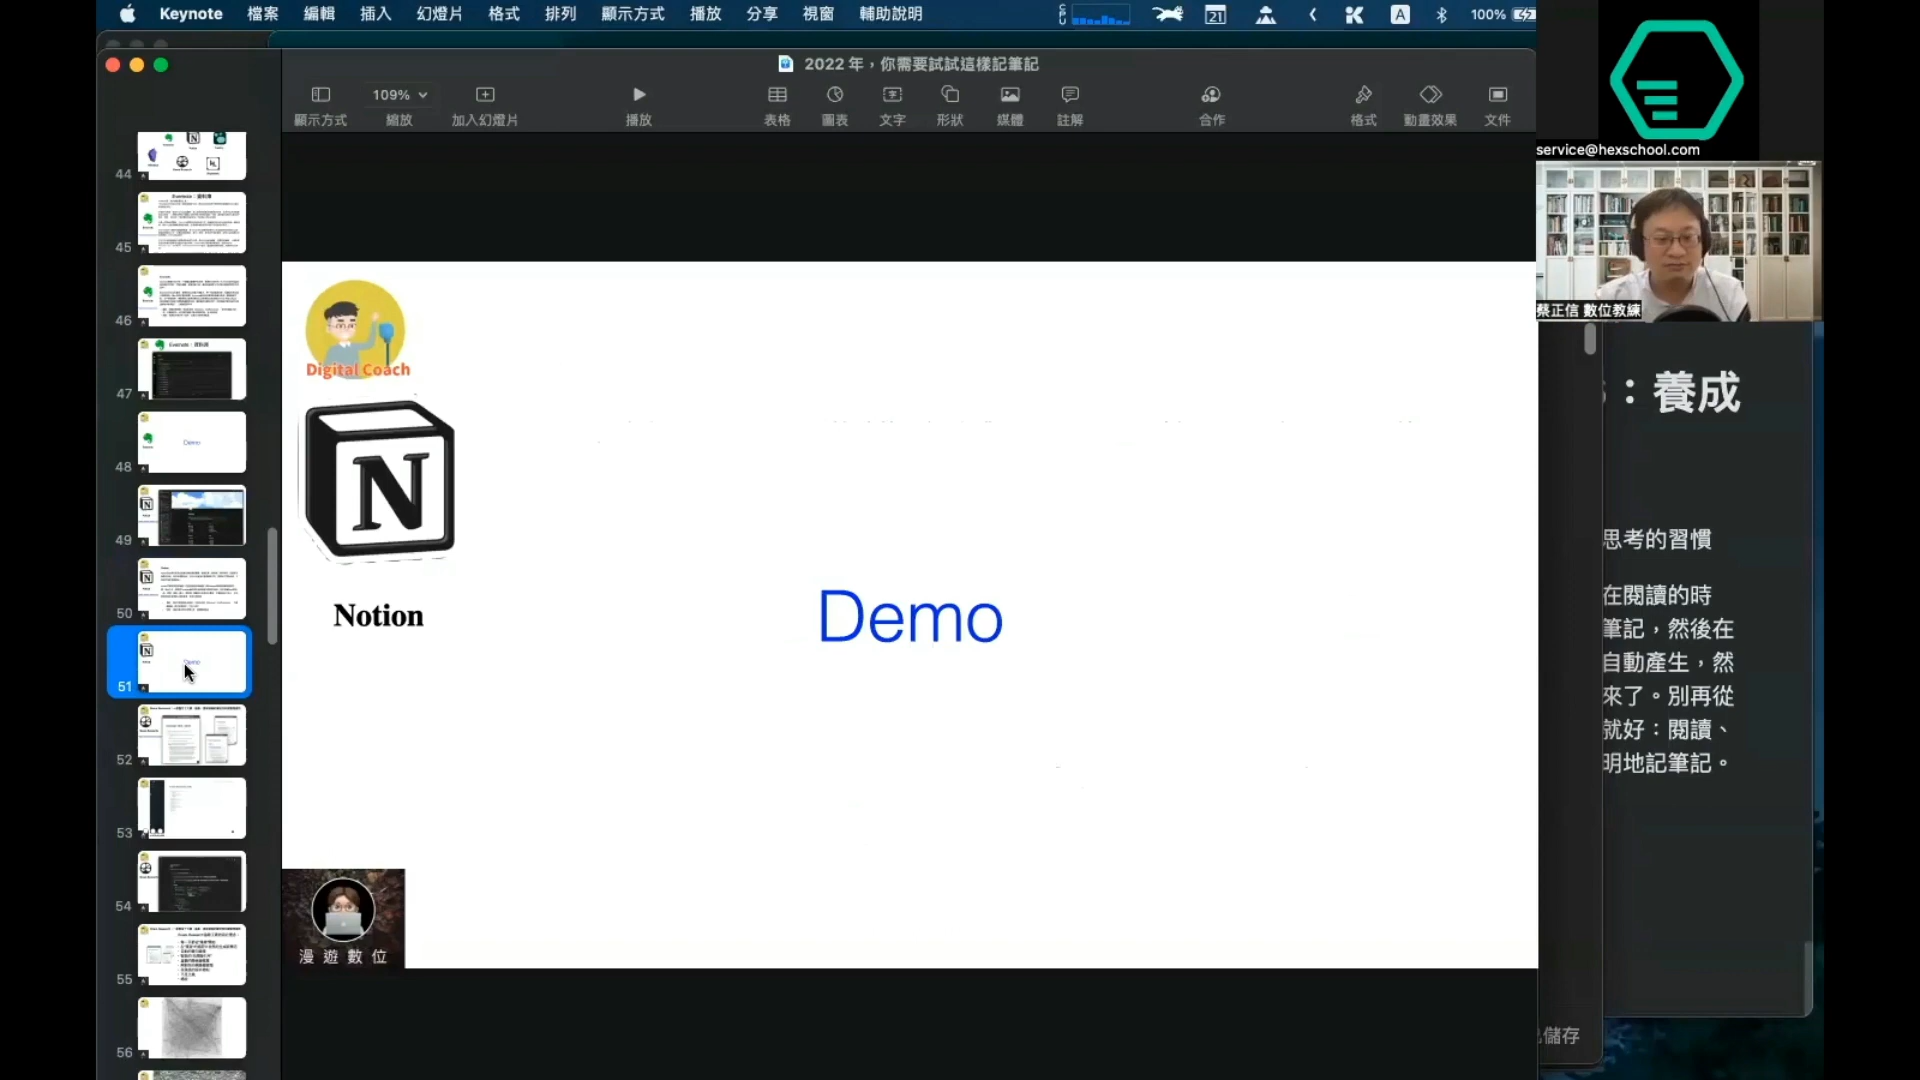 Keynote 檔案 編輯 插入 幻燈片 格式 排列 顯示方式 播放 分享 視窗 輔助說明
21 A 100%
2022 年，你需要試試這樣記筆記
109%
顯示方式 縮放 加入幻燈片 播放 表格 圖表 文字 形狀 媒體 註解 合作 格式 動畫效果 文件
44
45
46
47
48
Demo
49
50
51
Demo
52
53
54
55
56
Digital Coach
N
Notion
Demo
漫遊數位
service@hexschool.com
蔡正信 數位教練
：養成
思考的習慣
在閱讀的時
筆記，然後在
自動產生，然
來了。別再從
就好：閱讀、
明地記筆記。
儲存